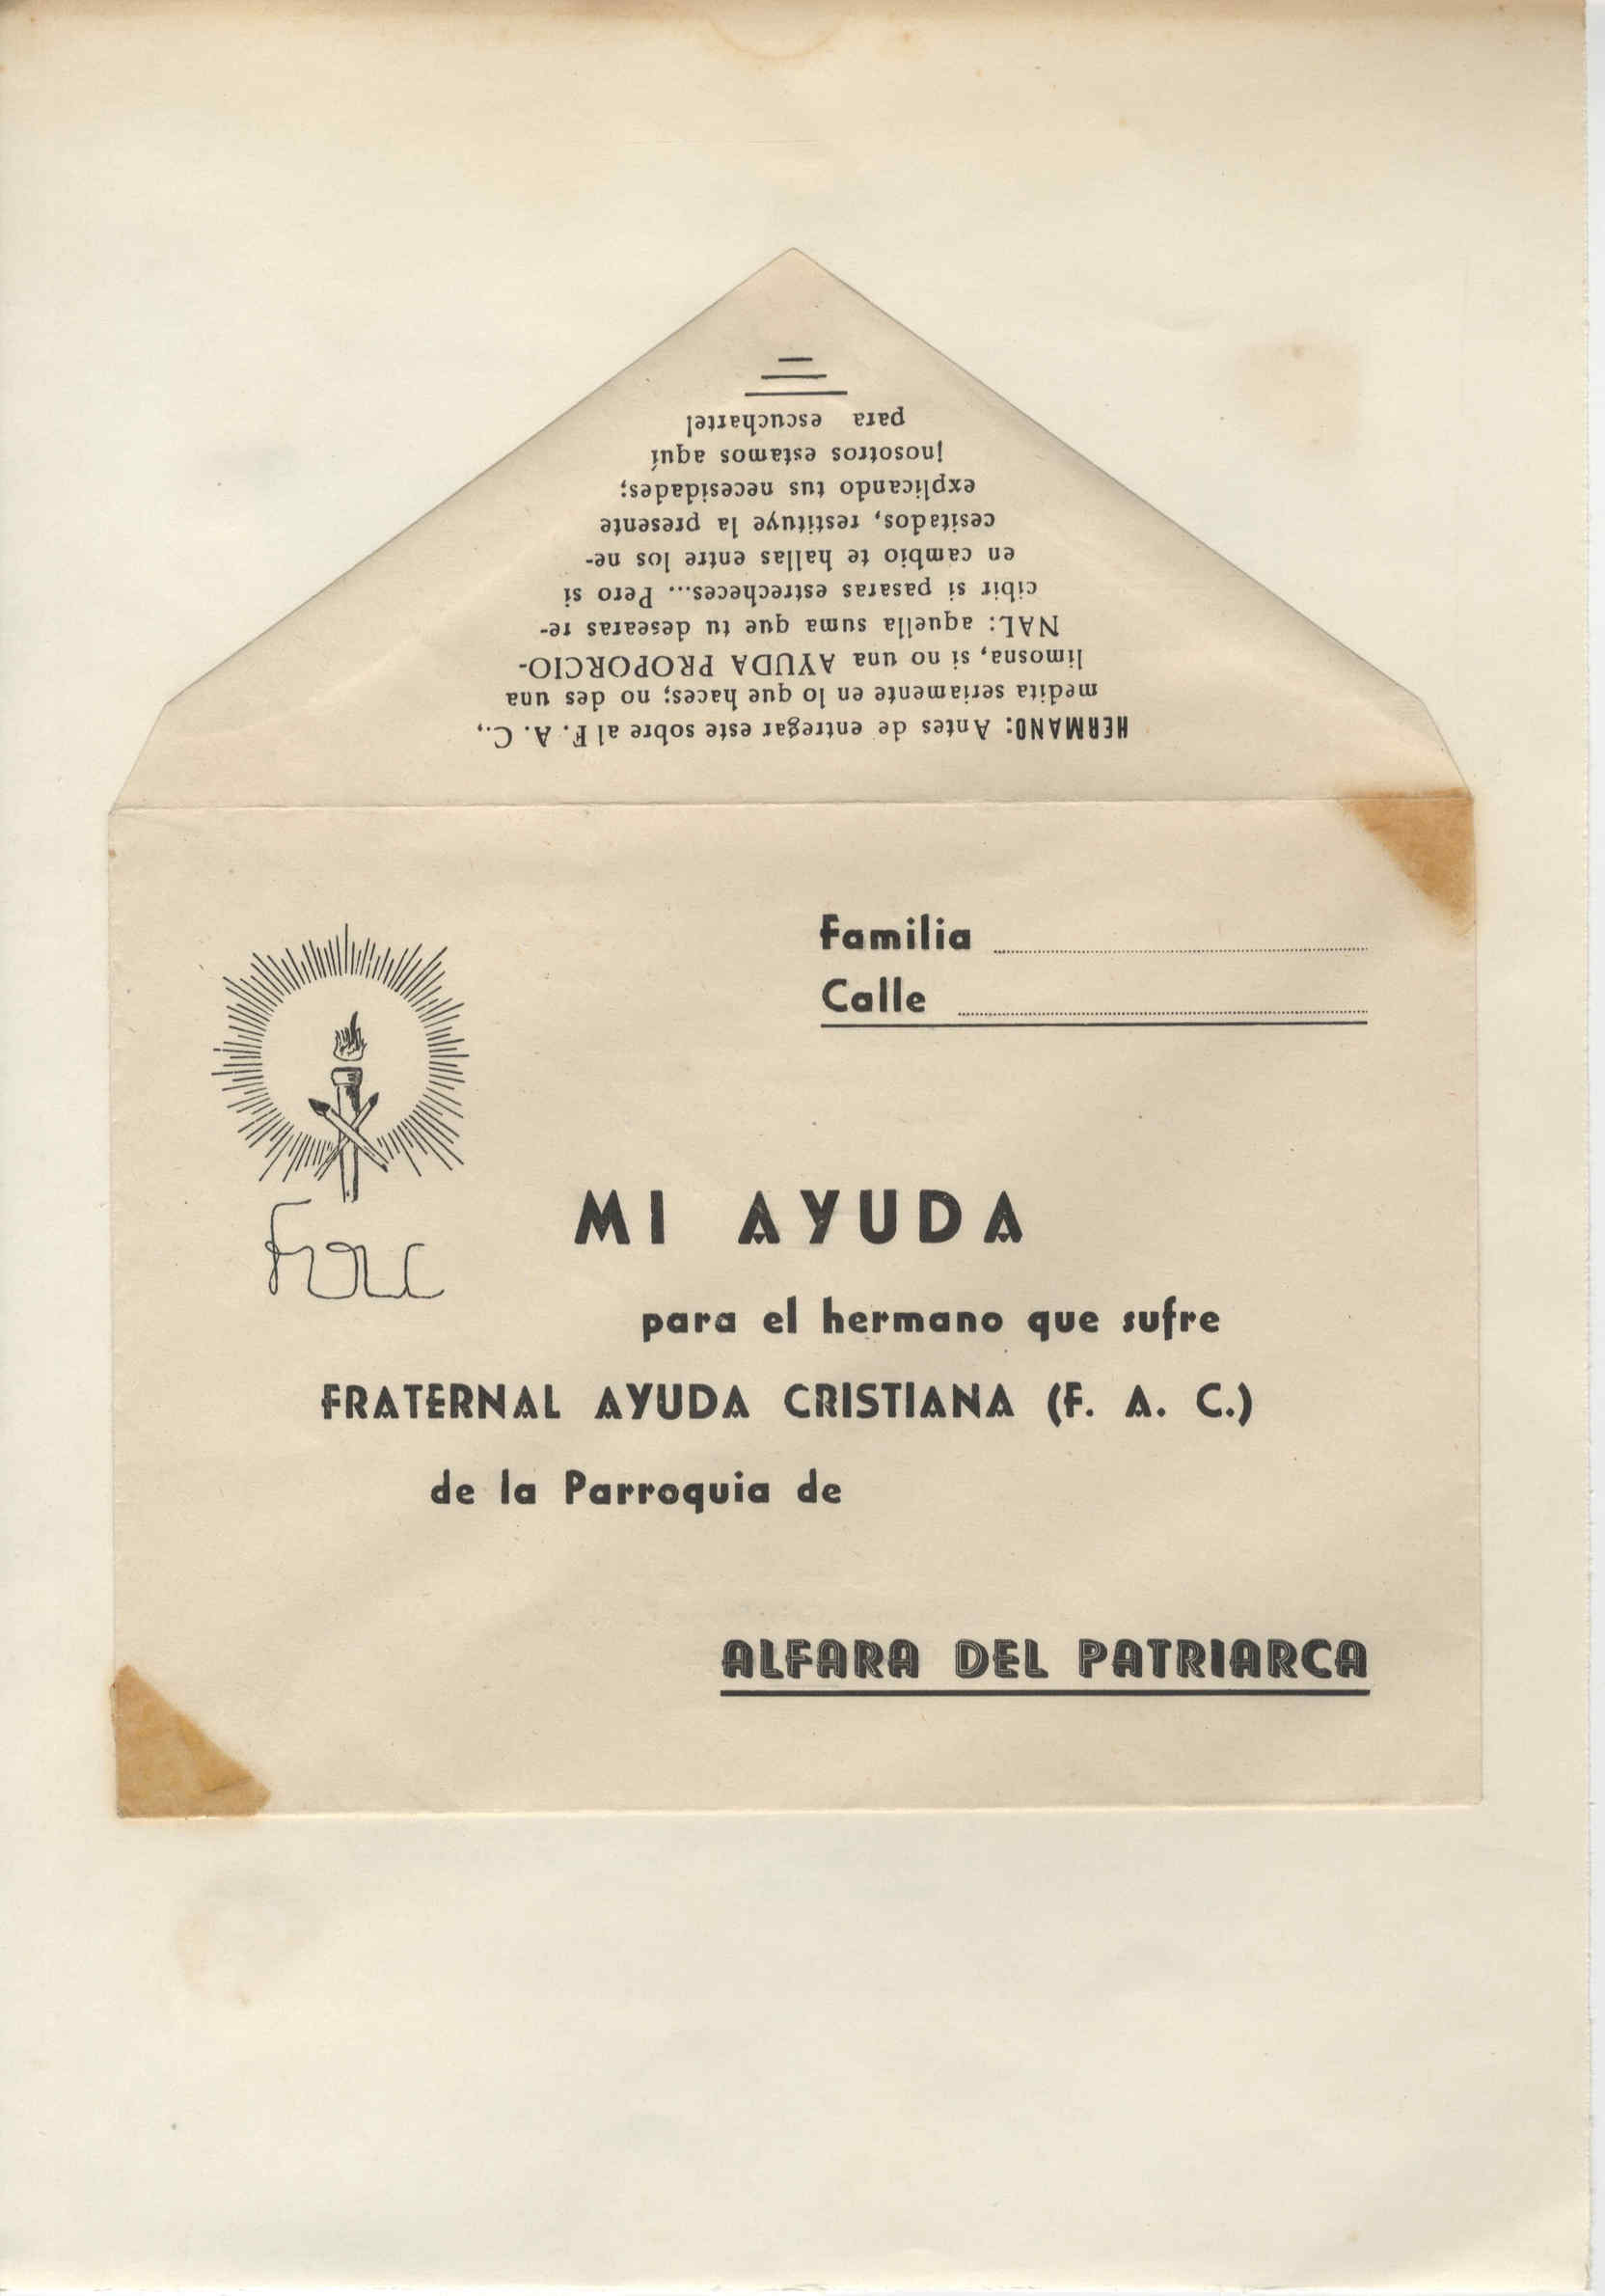 HERMANO: Antes de entregar este sobre al F. A. C.,
medita seriamente en lo que haces; no des una
limosna, si no una AYUDA PROPORCIO-
NAL: aquella suma que tu desearas re-
cibir si pasaras estrecheces... Pero si
en cambio te hallas entre los ne-
cesitados, restituye la presente
explicando tus necesidades;
¡nosotros estamos aquí
para escucharte!
Familia
Calle
Fac
MI AYUDA
para el hermano que sufre
FRATERNAL AYUDA CRISTIANA (F. A. C.)
de la Parroquia de
ALFARA DEL PATRIARCA